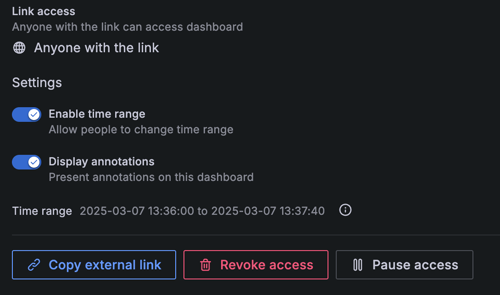 Link access
Anyone with the link can access dashboard
Anyone with the link
Settings
Enable time range
Allow people to change time range
Display annotations
Present annotations on this dashboard
Time range 2025-03-07 13:36:00 to 2025-03-07 13:37:40
Copy external link Revoke access Pause access